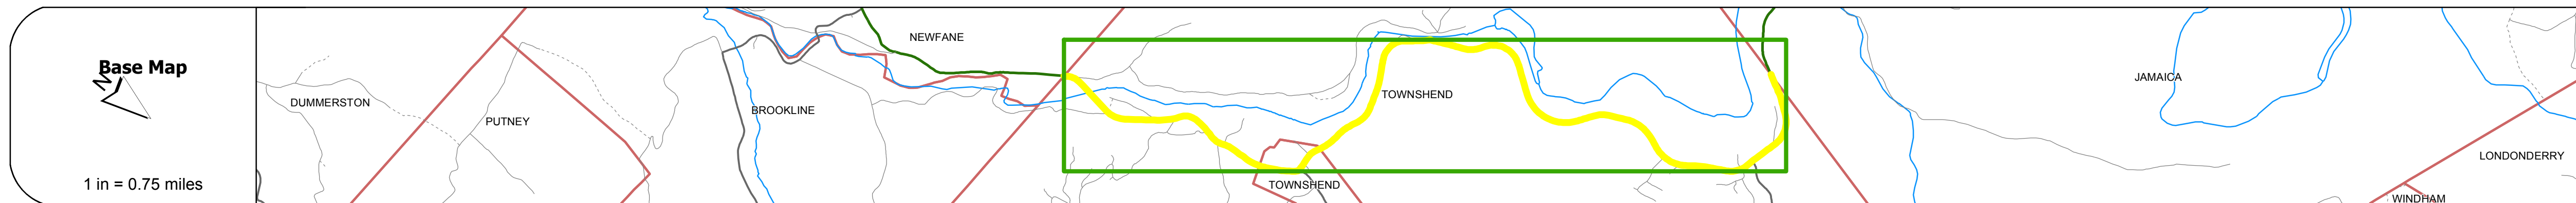 Base Map
N
1 in = 0.75 miles
DUMMERSTON
PUTNEY
BROOKLINE
NEWFANE
TOWNSHEND
TOWNSHEND
JAMAICA
LONDONDERRY
WINDHAM